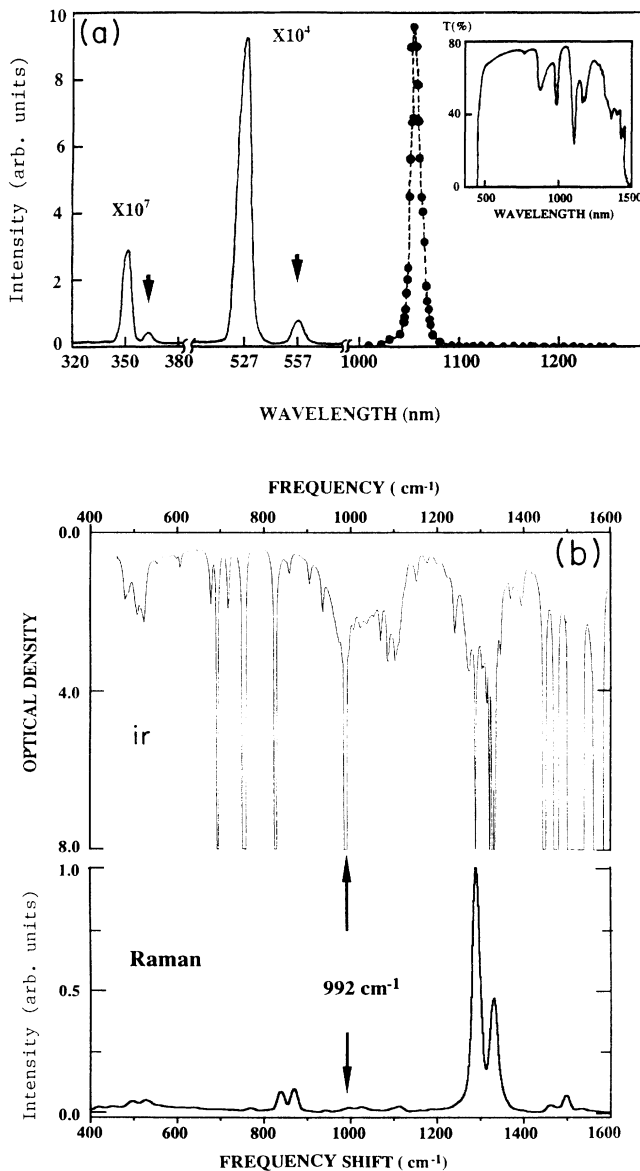 (a)
Intensity (arb. units)
10
8
6
4
2
0
X10⁷
X10⁴
320
350
380
527
557
1000
1100
1200
WAVELENGTH (nm)
T(%)
80
40
0
500
1000
1500
WAVELENGTH (nm)
FREQUENCY ( cm⁻¹)
400
600
800
1000
1200
1400
1600
(b)
OPTICAL DENSITY
0.0
4.0
8.0
ir
Intensity (arb. units)
1.0
0.5
0.0
Raman
992 cm⁻¹
400
600
800
1000
1200
1400
1600
FREQUENCY SHIFT ( cm⁻¹)